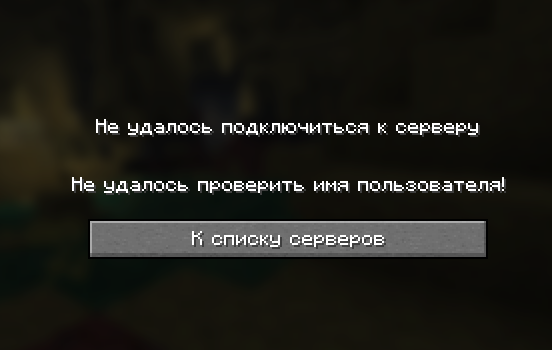 Не удалось подключиться к серверу
Не удалось проверить имя пользователя!
К списку серверов